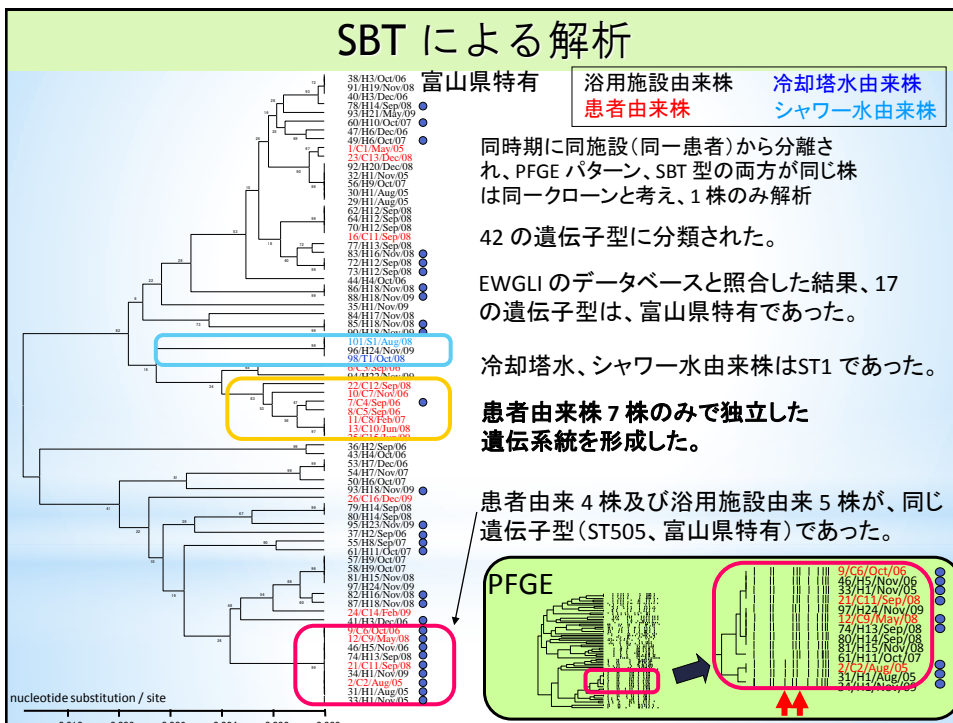 SBT による解析
富山県特有
浴用施設由来株
冷却塔水由来株
患者由来株
シャワー水由来株
38/H3/Oct/06
91/H19/Nov/08
40/H3/Dec/06
78/H14/Sep/08
93/H21/May/09
60/H10/Oct/07
47/H6/Dec/06
49/H6/Oct/07
1/C1/May/05
23/C13/Dec/08
92/H20/Dec/08
32/H1/Nov/05
56/H9/Oct/07
30/H1/Aug/05
29/H1/Aug/05
62/H12/Sep/08
64/H12/Sep/08
70/H12/Sep/08
16/C11/Sep/08
77/H13/Sep/08
83/H16/Nov/08
72/H12/Sep/08
73/H12/Sep/08
44/H4/Oct/06
86/H18/Nov/08
88/H18/Nov/09
35/H1/Nov/09
84/H17/Nov/08
85/H18/Nov/08
90/H18/Nov/09
101/S1/Aug/08
96/H24/Nov/09
98/T1/Oct/08
6/C3/Sep/06
94/H22/Nov/09
22/C12/Sep/08
10/C7/Nov/06
7/C4/Sep/06
8/C5/Sep/06
11/C8/Feb/07
13/C10/Jun/08
25/C15/Jun/09
36/H2/Sep/06
43/H4/Oct/06
53/H7/Dec/06
54/H7/Nov/07
50/H6/Oct/07
93/H18/Nov/09
26/C16/Dec/09
79/H14/Sep/08
80/H14/Sep/08
95/H23/Nov/09
37/H2/Sep/06
55/H8/Sep/07
61/H11/Oct/07
57/H9/Oct/07
58/H9/Oct/07
81/H15/Nov/08
97/H24/Nov/09
82/H16/Nov/08
87/H18/Nov/08
24/C14/Feb/09
41/H3/Dec/06
9/C6/Oct/06
12/C9/May/08
46/H5/Nov/06
74/H13/Sep/08
21/C11/Sep/08
34/H1/Nov/09
2/C2/Aug/05
31/H1/Aug/05
33/H1/Nov/05
nucleotide substitution / site
同時期に同施設（同一患者）から分離さ
れ、PFGE パターン、SBT 型の両方が同じ株
は同一クローンと考え、1 株のみ解析
42 の遺伝子型に分類された。
EWGLI のデータベースと照合した結果、17
の遺伝子型は、富山県特有であった。
冷却塔水、シャワー水由来株はST1 であった。
患者由来株 7 株のみで独立した
遺伝系統を形成した。
患者由来 4 株及び浴用施設由来 5 株が、同じ
遺伝子型（ST505、富山県特有）であった。
PFGE
9/C6/Oct/06
46/H5/Nov/06
33/H1/Nov/05
21/C11/Sep/08
97/H24/Nov/09
12/C9/May/08
74/H13/Sep/08
80/H14/Sep/08
81/H15/Nov/08
61/H11/Oct/07
2/C2/Aug/05
31/H1/Aug/05
34/H1/Nov/09